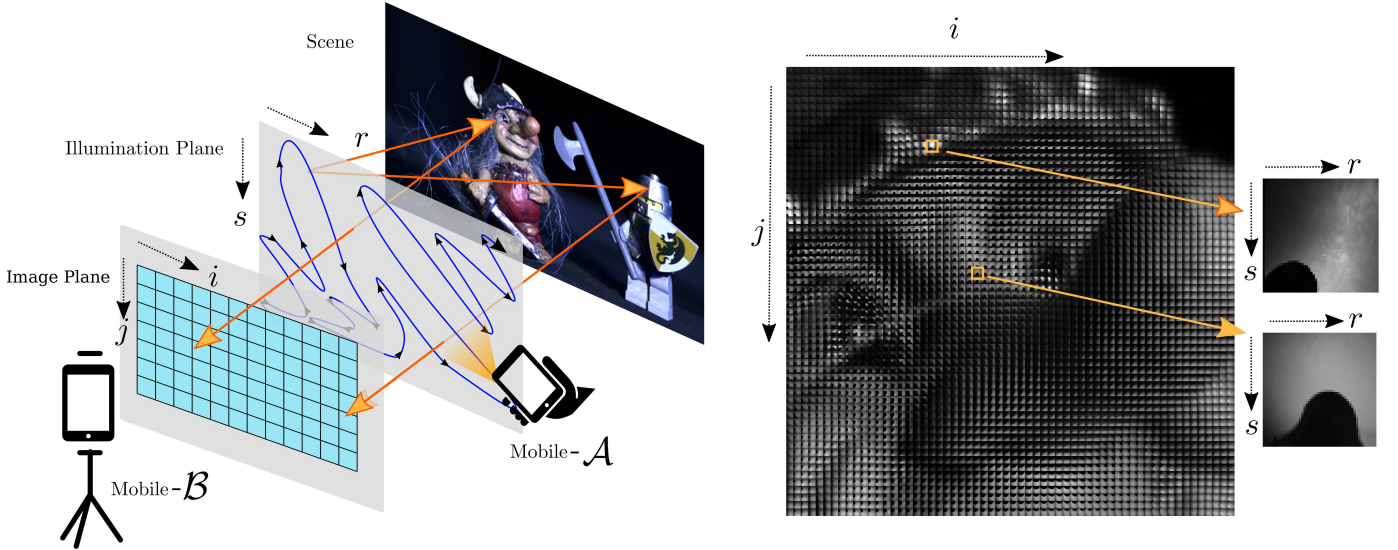 Scene
Illumination Plane
r
s
Image Plane
i
j
Mobile-A
Mobile-B
i
j
r
s
r
s